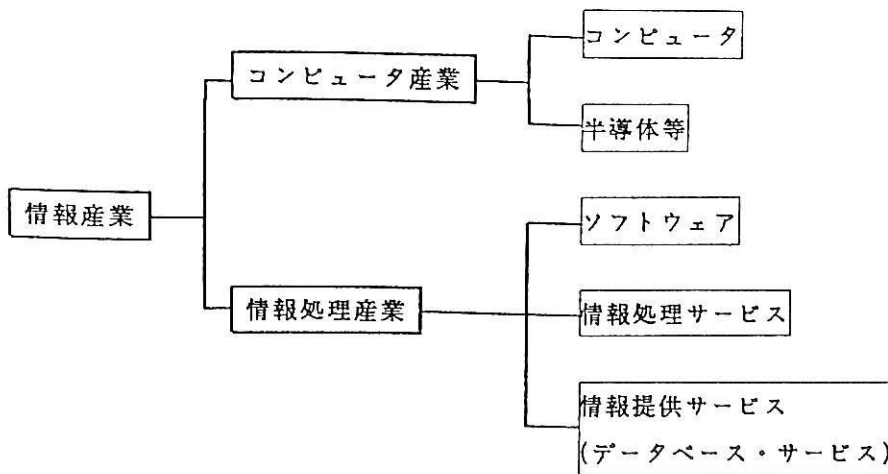 情報産業
コンピュータ産業
コンピュータ
半導体等
情報処理産業
ソフトウェア
情報処理サービス
情報提供サービス
(データベース・サービス)